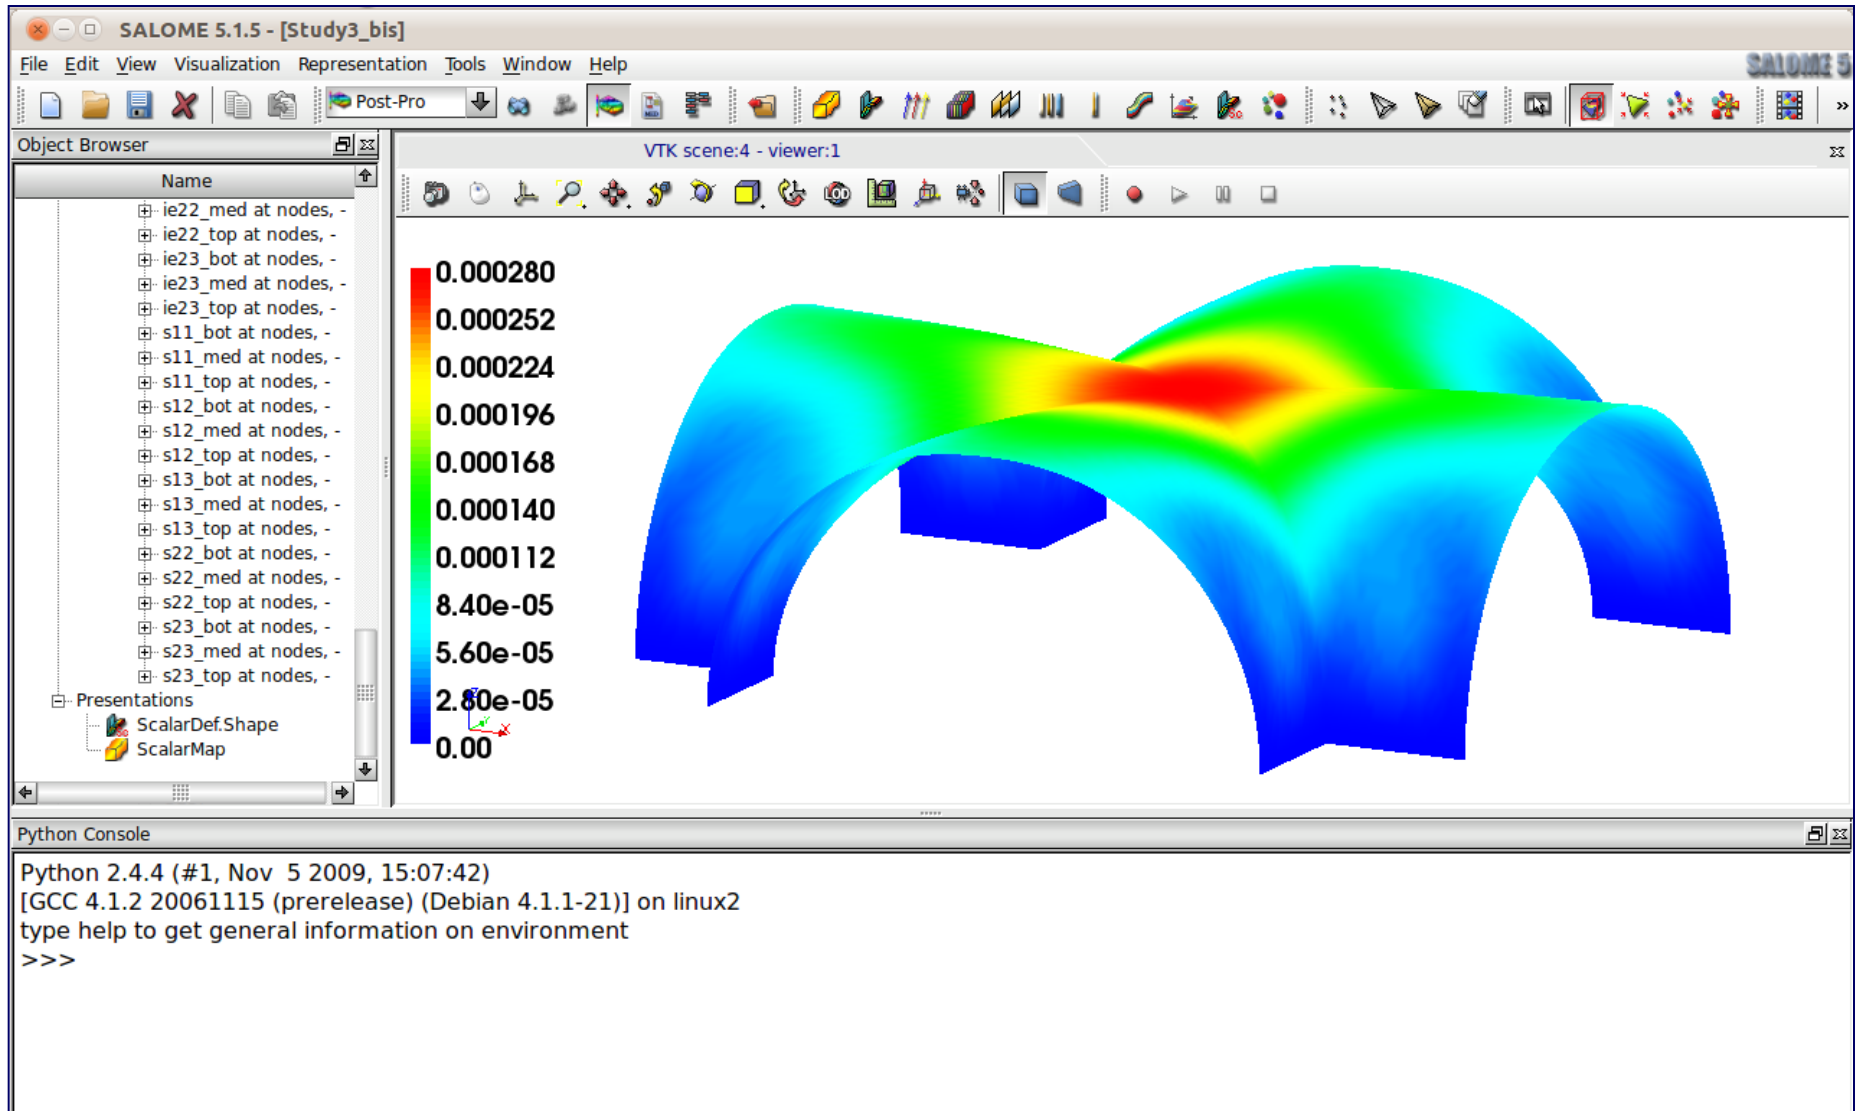 SALOME 5.1.5 - [Study3_bis]
File Edit View Visualization Representation Tools Window Help
SALOME 5
Post-Pro
»
Object Browser
Name
ie22_med at nodes, -
ie22_top at nodes, -
ie23_bot at nodes, -
ie23_med at nodes, -
ie23_top at nodes, -
s11_bot at nodes, -
s11_med at nodes, -
s11_top at nodes, -
s12_bot at nodes, -
s12_med at nodes, -
s12_top at nodes, -
s13_bot at nodes, -
s13_med at nodes, -
s13_top at nodes, -
s22_bot at nodes, -
s22_med at nodes, -
s22_top at nodes, -
s23_bot at nodes, -
s23_med at nodes, -
s23_top at nodes, -
Presentations
ScalarDef.Shape
ScalarMap
VTK scene:4 - viewer:1
LOD
0.000280
0.000252
0.000224
0.000196
0.000168
0.000140
0.000112
8.40e-05
5.60e-05
2.80e-05
0.00
X
Python Console
Python 2.4.4 (#1, Nov  5 2009, 15:07:42)
[GCC 4.1.2 20061115 (prerelease) (Debian 4.1.1-21)] on linux2
type help to get general information on environment
>>>